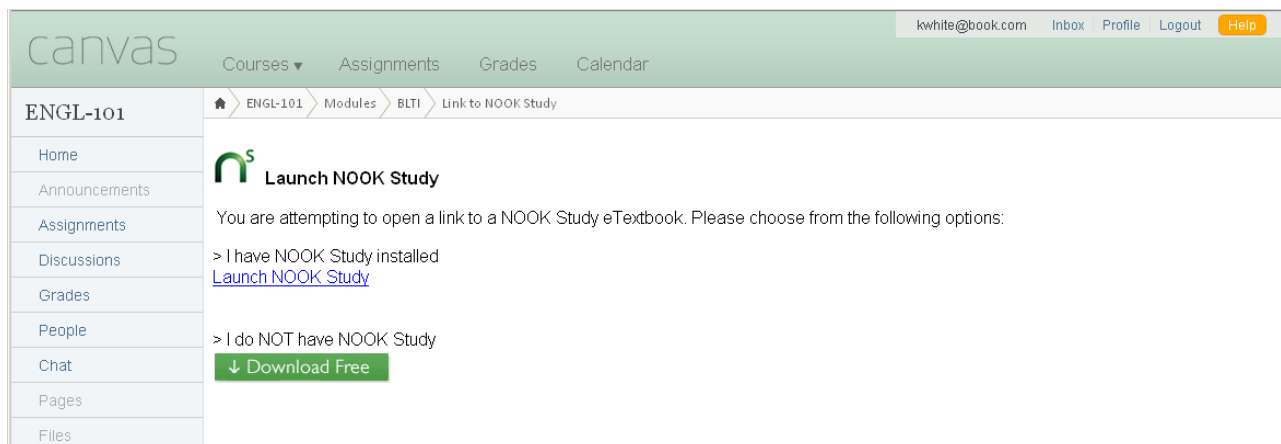 canvas
kwhite@book.com Inbox Profile Logout Help
Courses Assignments Grades Calendar
ENGL-101
ENGL-101 Modules BLTI Link to NOOK Study
Home
Announcements
Assignments
Discussions
Grades
People
Chat
Pages
Files
nS Launch NOOK Study
You are attempting to open a link to a NOOK Study eTextbook. Please choose from the following options:
> I have NOOK Study installed
Launch NOOK Study
> I do NOT have NOOK Study
Download Free